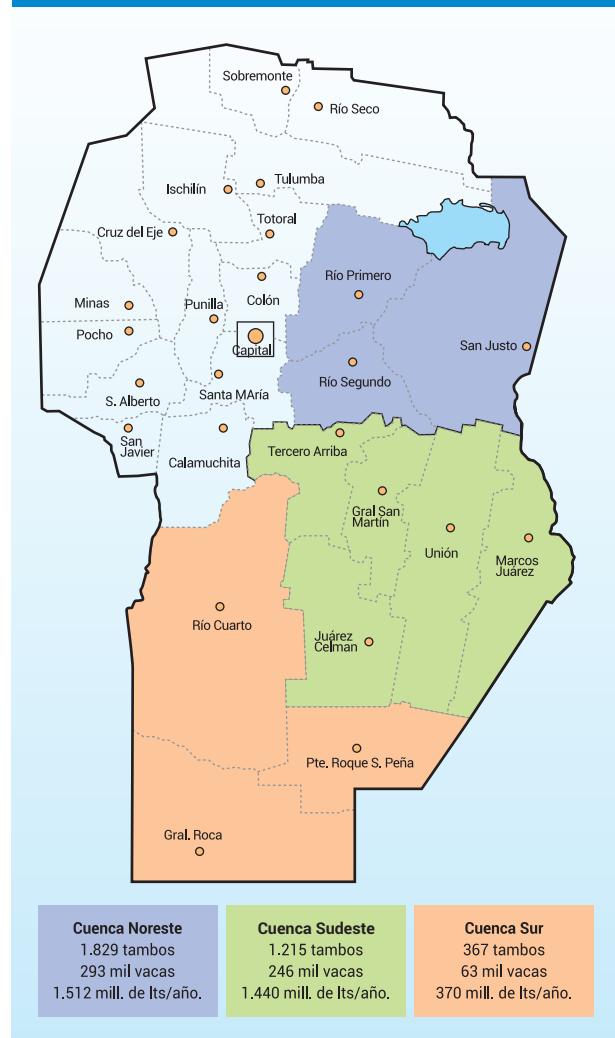 Sobremonte
Río Seco
Ischilín
Tulumba
Cruz del Eje
Totoral
Río Primero
Colón
Minas
Punilla
Pocho
Capital
San Justo
Santa MAría
Río Segundo
S. Alberto
San
Javier
Calamuchita
Tercero Arriba
Gral San
Martín
Unión
Marcos
Juárez
Río Cuarto
Juárez
Celman
Pte. Roque S. Peña
Gral. Roca
Cuenca Noreste
1.829 tambos
293 mil vacas
1.512 mill. de lts/año.
Cuenca Sudeste
1.215 tambos
246 mil vacas
1.440 mill. de lts/año.
Cuenca Sur
367 tambos
63 mil vacas
370 mill. de lts/año.